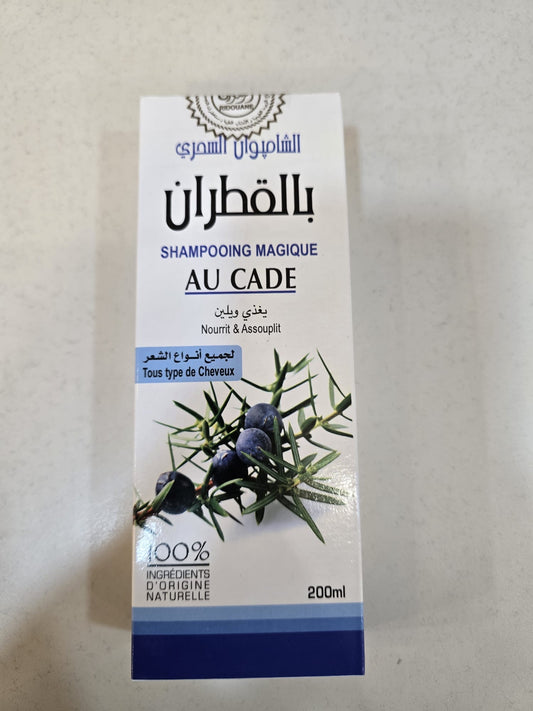 RIDOUANE
الشامپوان السحري
بالقطران
SHAMPOOING MAGIQUE
AU CADE
يغذي ويلين
Nourrit & Assouplit
لجميع أنواع الشعر
Tous type de Cheveux
100%
INGRÉDIENTS
D'ORIGINE
NATURELLE
200ml